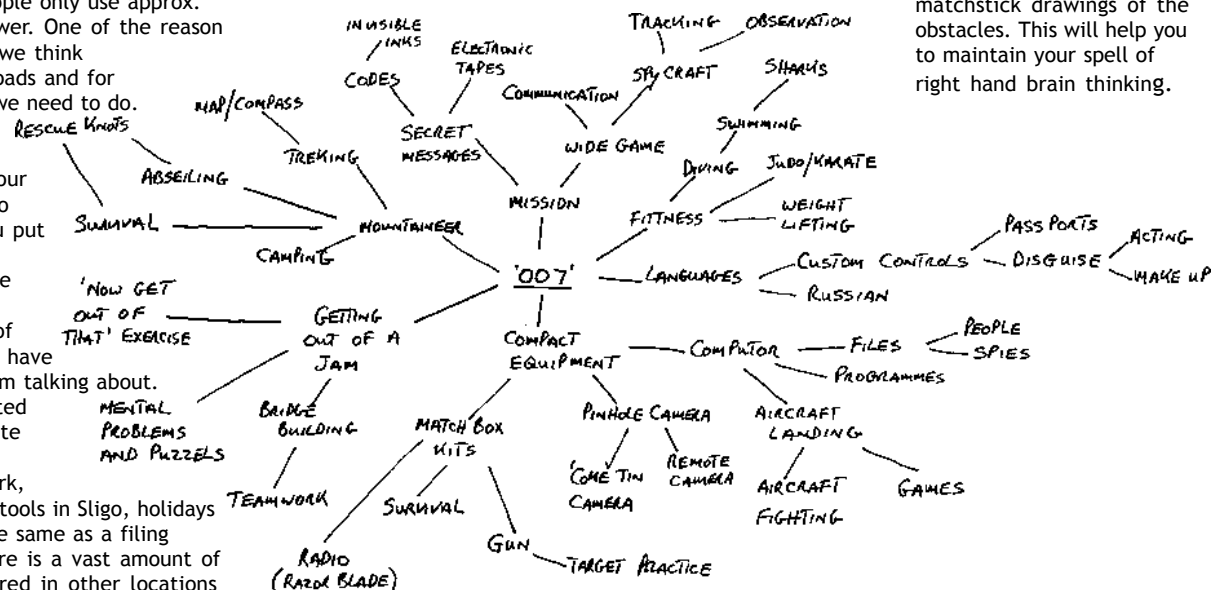 ople only use approx.
wer. One of the reason
we think
oads and for
we need to do.
our
o
u put
e
of
have
m talking about.
ted
te
rk,
tools in Sligo, holidays
e same as a filing
re is a vast amount of
red in other locations
matchstick drawings of the
obstacles. This will help you
to maintain your spell of
right hand brain thinking.
'007'
MISSION
SECRET
MESSAGES
CODES
INVISIBLE
INKS
ELECTRONIC
TAPES
WIDE GAME
COMMUNICATION
SPYCRAFT
TRACKING
OBSERVATION
FITTNESS
DIVING
SWIMMING
SHARKS
JUDO/KARATE
WEIGHT
LIFTING
LANGUAGES
CUSTOM CONTROLS
PASSPORTS
DISGUISE
ACTING
MAKE UP
RUSSIAN
COMPACT
EQUIPMENT
COMPUTOR
FILES
PEOPLE
SPIES
PROGRAMMES
AIRCRAFT
LANDING
AIRCRAFT
FIGHTING
GAMES
PINHOLE CAMERA
'COKE' TIN
CAMERA
REMOTE
CAMERA
MATCH BOX
KITS
SURVIVAL
GUN
TARGET PRACTICE
RADIO
(RAZOR BLADE)
GETTING
OUT OF A
JAM
'NOW GET
OUT OF
THAT' EXERCISE
MENTAL
PROBLEMS
AND PUZZELS
BRIDGE
BUILDING
TEAMWORK
MOUNTAINEER
TREKING
MAP/COMPASS
ABSEILING
RESCUE KNOTS
SURVIVAL
CAMPING